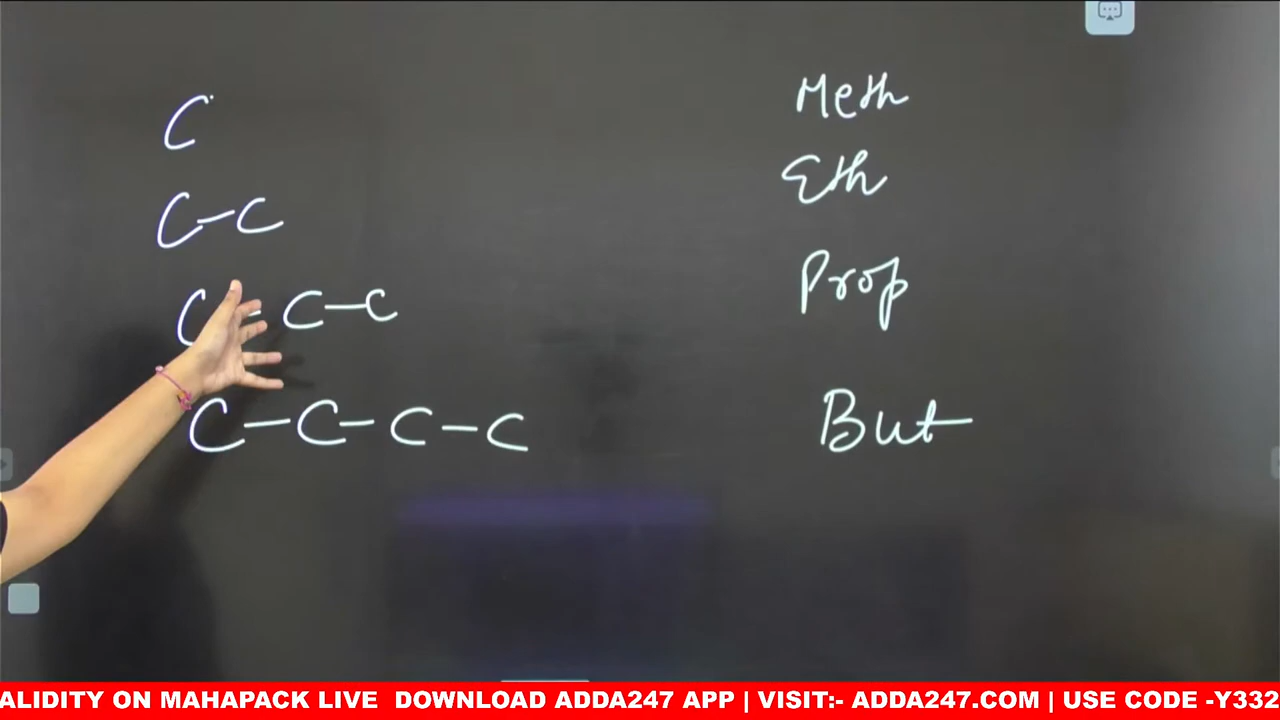 C Meth
C-C Eth
C-C-C Prop
C-C-C-C But
ALIDITY ON MAHAPACK LIVE DOWNLOAD ADDA247 APP | VISIT:- ADDA247.COM | USE CODE -Y332